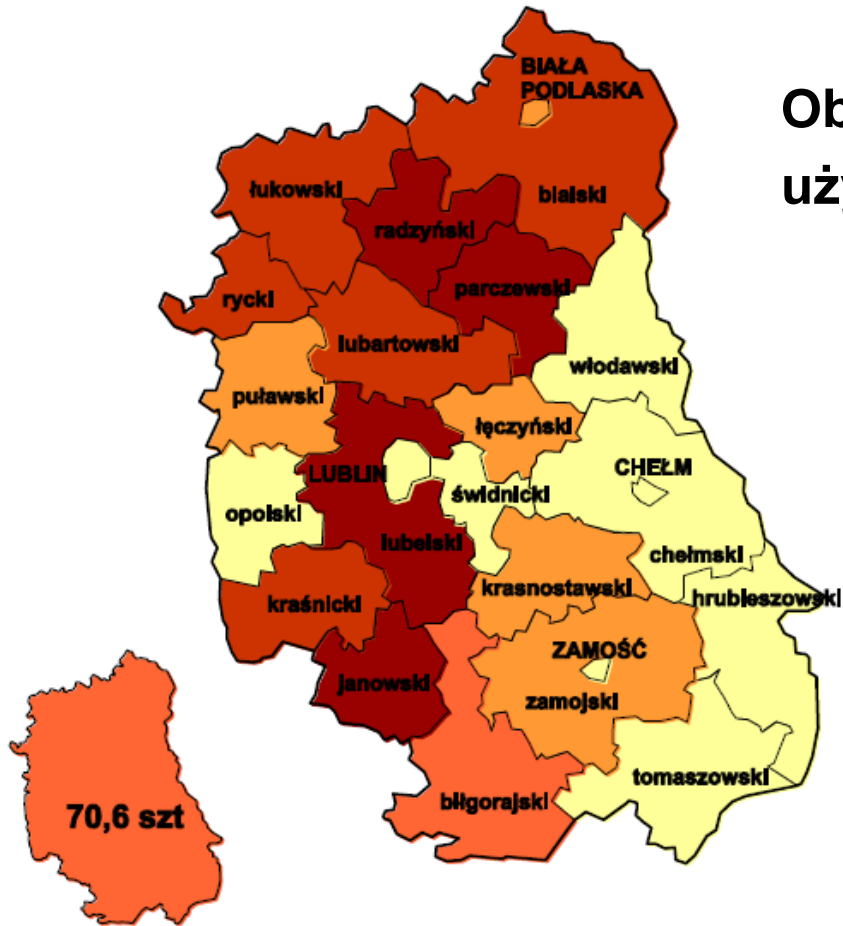 BIAŁA
PODLASKA
Ob
uży
łukowski
bialski
radzyński
parczewski
rycki
lubartowski
włodawski
puławski
łęczyński
LUBLIN
CHEŁM
świdnicki
opolski
lubelski
chełmski
krasnostawski
hrubieszowski
kraśnicki
ZAMOŚĆ
janowski
zamojski
tomaszowski
biłgorajski
70,6 szt